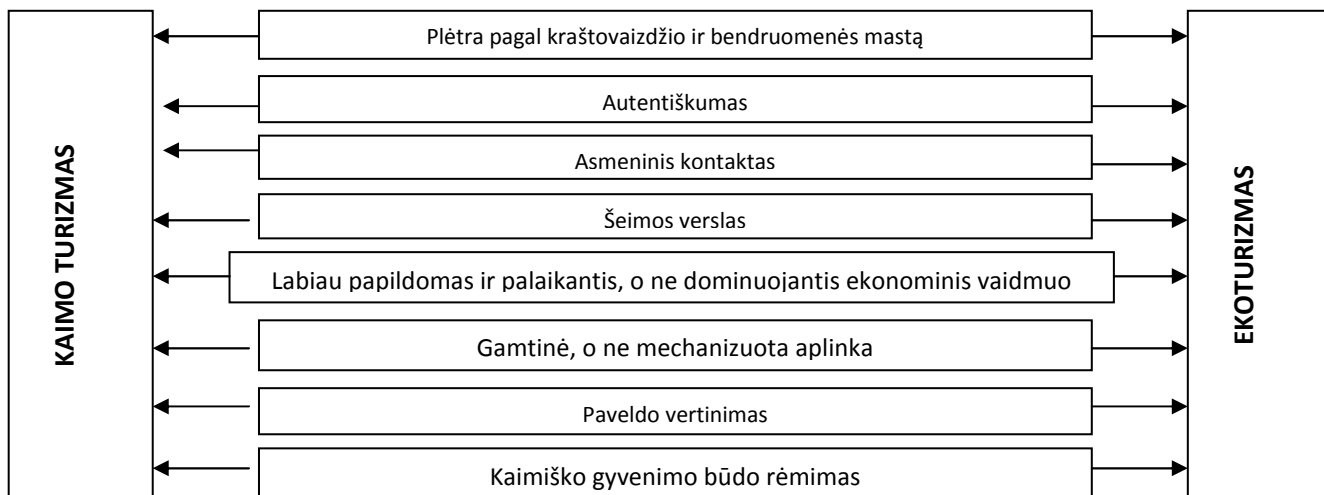 KAIMO TURIZMAS
Plėtra pagal kraštovaizdžio ir bendruomenės mastą
Autentiškumas
Asmeninis kontaktas
Šeimos verslas
Labiau papildomas ir palaikantis, o ne dominuojantis ekonominis vaidmuo
Gamtinė, o ne mechanizuota aplinka
Paveldo vertinimas
Kaimiško gyvenimo būdo rėmimas
EKOTURIZMAS